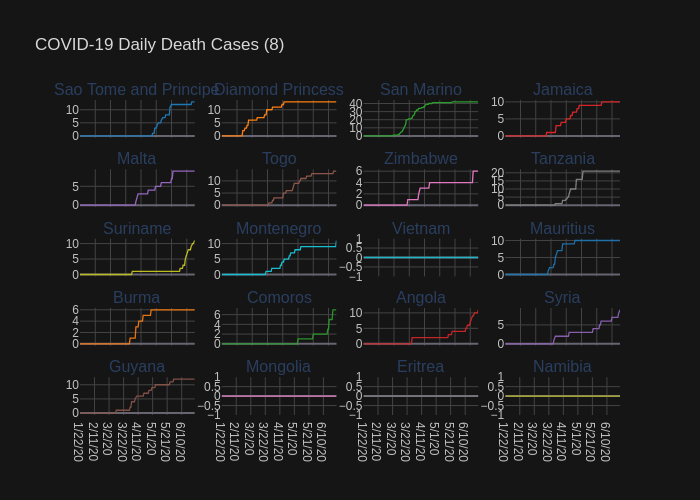 COVID-19 Daily Death Cases (8)
Sao Tome and Principe Diamond Princess San Marino Jamaica
10 10 40 10
5 5 30 5
0 0 20 0
10
0
Malta Togo Zimbabwe Tanzania
5 10 6 20
0 5 4 15
0 2 10
0 5
0
Suriname Montenegro Vietnam Mauritius
10 10 1 10
5 5 0.5 5
0 0 0 0
−0.5
−1
Burma Comoros Angola Syria
6 6 10 5
4 4 5 0
2 2 0
0 0
Guyana Mongolia Eritrea Namibia
10 1 1 1
5 0.5 0.5 0.5
0 0 0 0
−0.5 −0.5 −0.5
−1 −1 −1
1/22/20 2/11/20 3/2/20 3/22/20 4/11/20 5/1/20 5/21/20 6/10/20 1/22/20 2/11/20 3/2/20 3/22/20 4/11/20 5/1/20 5/21/20 6/10/20 1/22/20 2/11/20 3/2/20 3/22/20 4/11/20 5/1/20 5/21/20 6/10/20 1/22/20 2/11/20 3/2/20 3/22/20 4/11/20 5/1/20 5/21/20 6/10/20